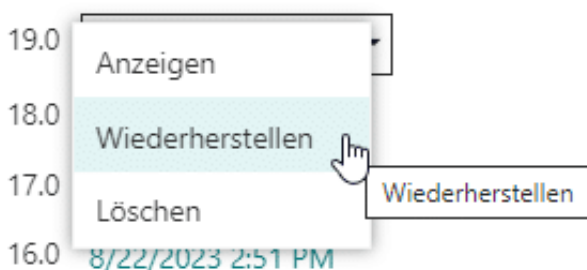 19.0
Anzeigen
18.0
Wiederherstellen
Wiederherstellen
17.0
Löschen
16.0 8/22/2023 2:51 PM